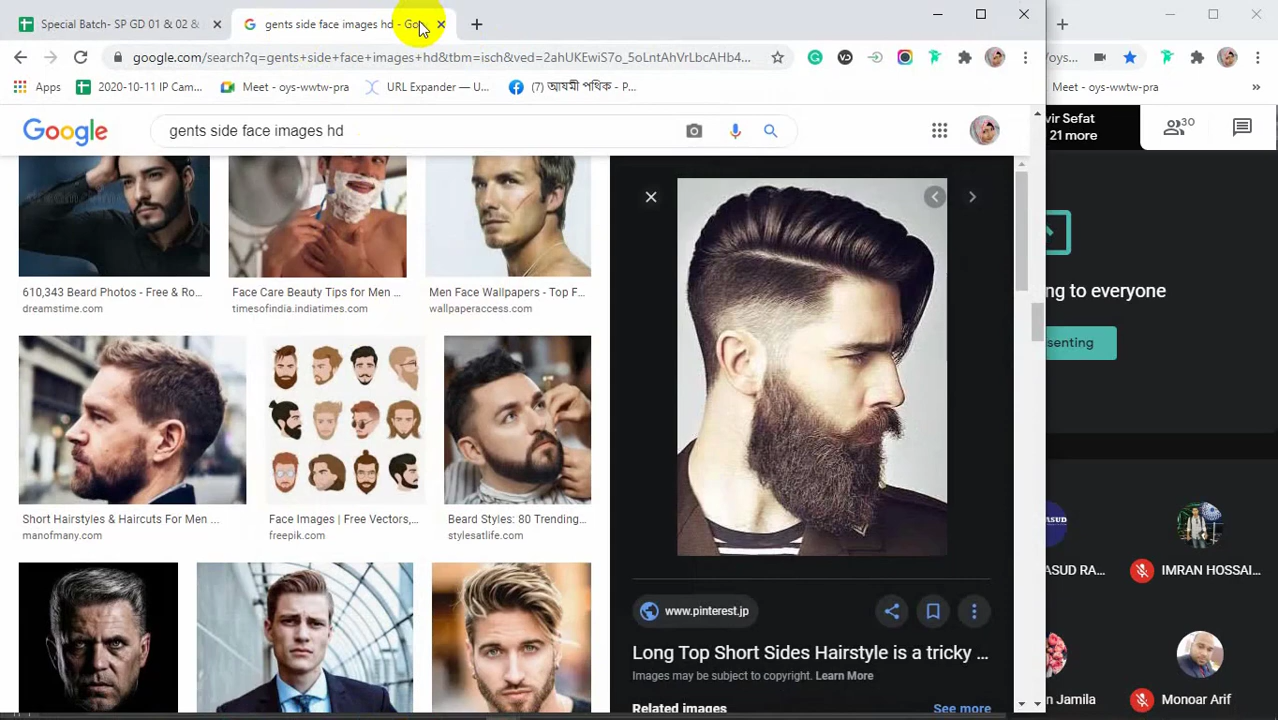 Special Batch- SP GD 01 & 02 &
gents side face images hd - Go
google.com/search?q=gents+side+face+images+hd&tbm=isch&ved=2ahUKEwiS7o_5oLntAhVrLbcAHb4...
Apps
2020-10-11 IP Cam...
Meet - oys-wwtw-pra
URL Expander — U...
(7) আযমী পথিক - P...
/oys...
Meet - oys-wwtw-pra
Google
gents side face images hd
vir Sefat
21 more
30
610,343 Beard Photos - Free & Ro...
dreamstime.com
Face Care Beauty Tips for Men ...
timesofindia.indiatimes.com
Men Face Wallpapers - Top F...
wallpaperaccess.com
ng to everyone
senting
Short Hairstyles & Haircuts For Men ...
manofmany.com
Face Images | Free Vectors,...
freepik.com
Beard Styles: 80 Trending...
stylesatlife.com
www.pinterest.jp
Long Top Short Sides Hairstyle is a tricky ...
Images may be subject to copyright. Learn More
Related images
See more
ASUD
ASUD RA...
IMRAN HOSSAI...
n Jamila
Monoar Arif